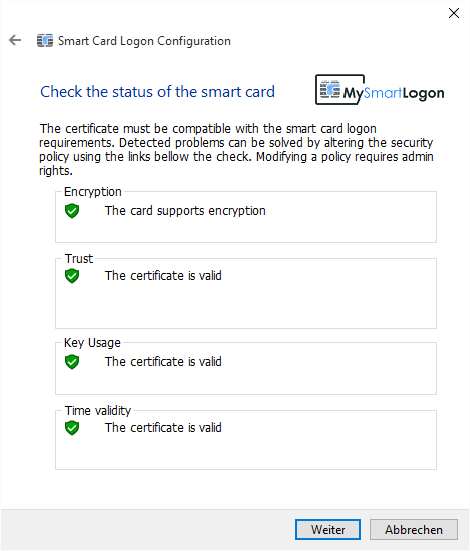 Smart Card Logon Configuration
Check the status of the smart card
MySmartLogon
The certificate must be compatible with the smart card logon
requirements. Detected problems can be solved by altering the security
policy using the links bellow the check. Modifying a policy requires admin
rights.
Encryption
The card supports encryption
Trust
The certificate is valid
Key Usage
The certificate is valid
Time validity
The certificate is valid
Weiter
Abbrechen